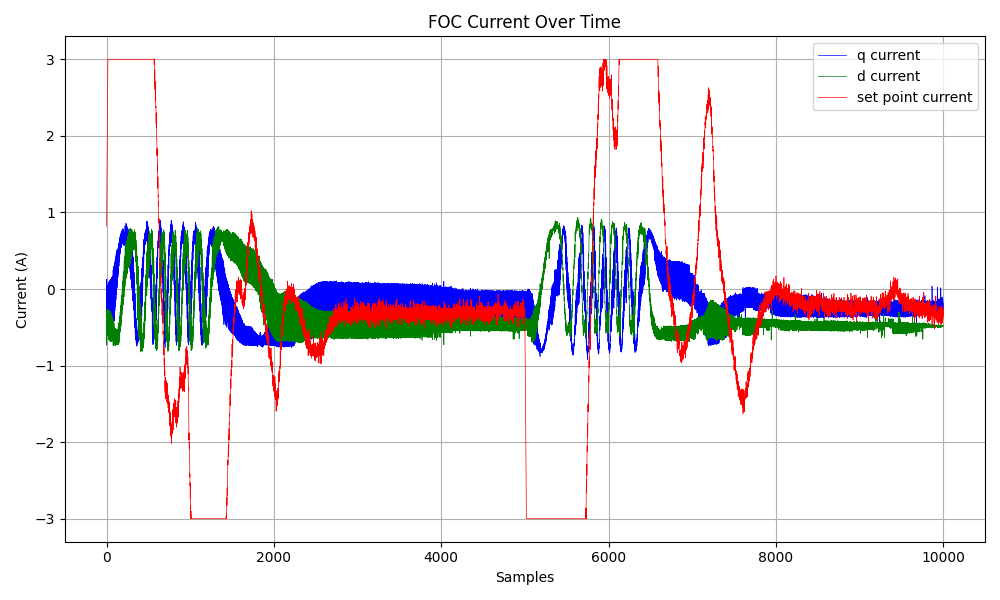 FOC Current Over Time
q current
d current
set point current
Current (A)
3
2
1
0
−1
−2
−3
0
2000
4000
6000
8000
10000
Samples